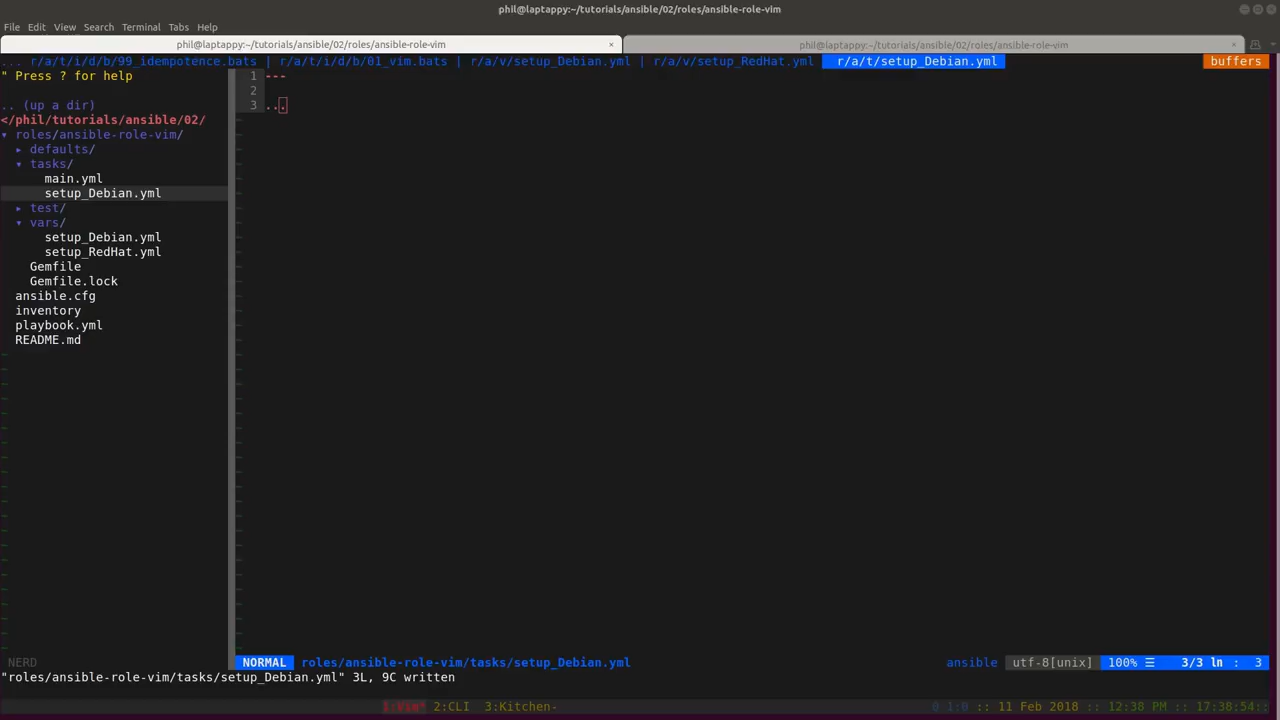 phil@laptappy:~/tutorials/ansible/02/roles/ansible-role-vim
File Edit View Search Terminal Tabs Help
phil@laptappy:~/tutorials/ansible/02/roles/ansible-role-vim × phil@laptappy:~/tutorials/ansible/02/roles/ansible-role-vim ×
... r/a/t/i/d/b/99_idempotence.bats | r/a/t/i/d/b/01_vim.bats | r/a/v/setup_Debian.yml | r/a/v/setup_RedHat.yml r/a/t/setup_Debian.yml buffers
" Press ? for help 1 ---
2
.. (up a dir) 3 ...
</phil/tutorials/ansible/02/
▾ roles/ansible-role-vim/
▸ defaults/
▾ tasks/
main.yml
setup_Debian.yml
▸ test/
▾ vars/
setup_Debian.yml
setup_RedHat.yml
Gemfile
Gemfile.lock
ansible.cfg
inventory
playbook.yml
README.md
NERD NORMAL roles/ansible-role-vim/tasks/setup_Debian.yml ansible utf-8[unix] 100% ☰ 3/3 ln : 3
"roles/ansible-role-vim/tasks/setup_Debian.yml" 3L, 9C written
1:Vim* 2:CLI 3:Kitchen- 0 1:0 :: 11 Feb 2018 :: 12:38 PM :: 17:38:54::